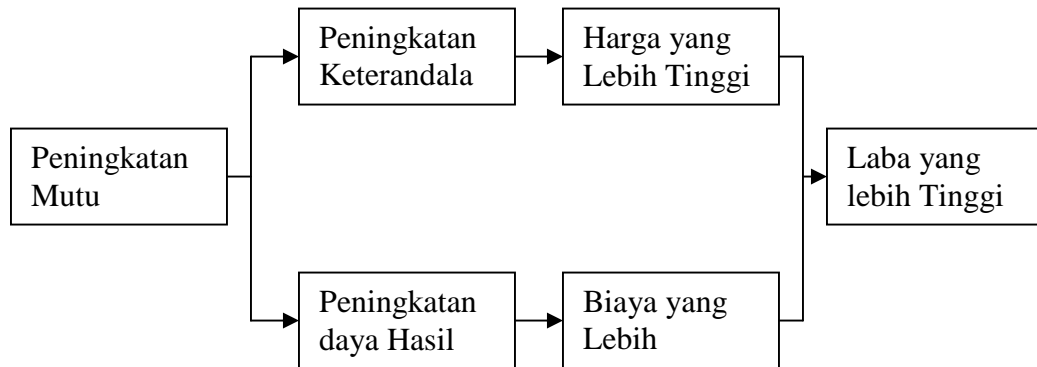 Peningkatan
Keterandala
Harga yang
Lebih Tinggi
Peningkatan
Mutu
Laba yang
lebih Tinggi
Peningkatan
daya Hasil
Biaya yang
Lebih